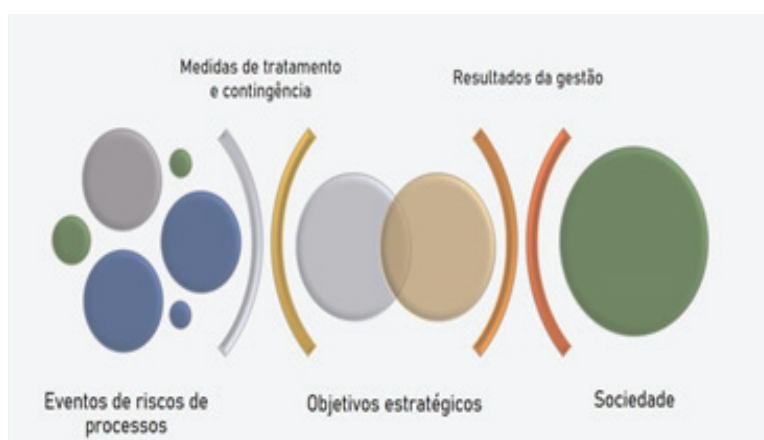 Medidas de tratamento
e contingência
Resultados da gestão
Eventos de riscos de
processos
Objetivos estratégicos
Sociedade